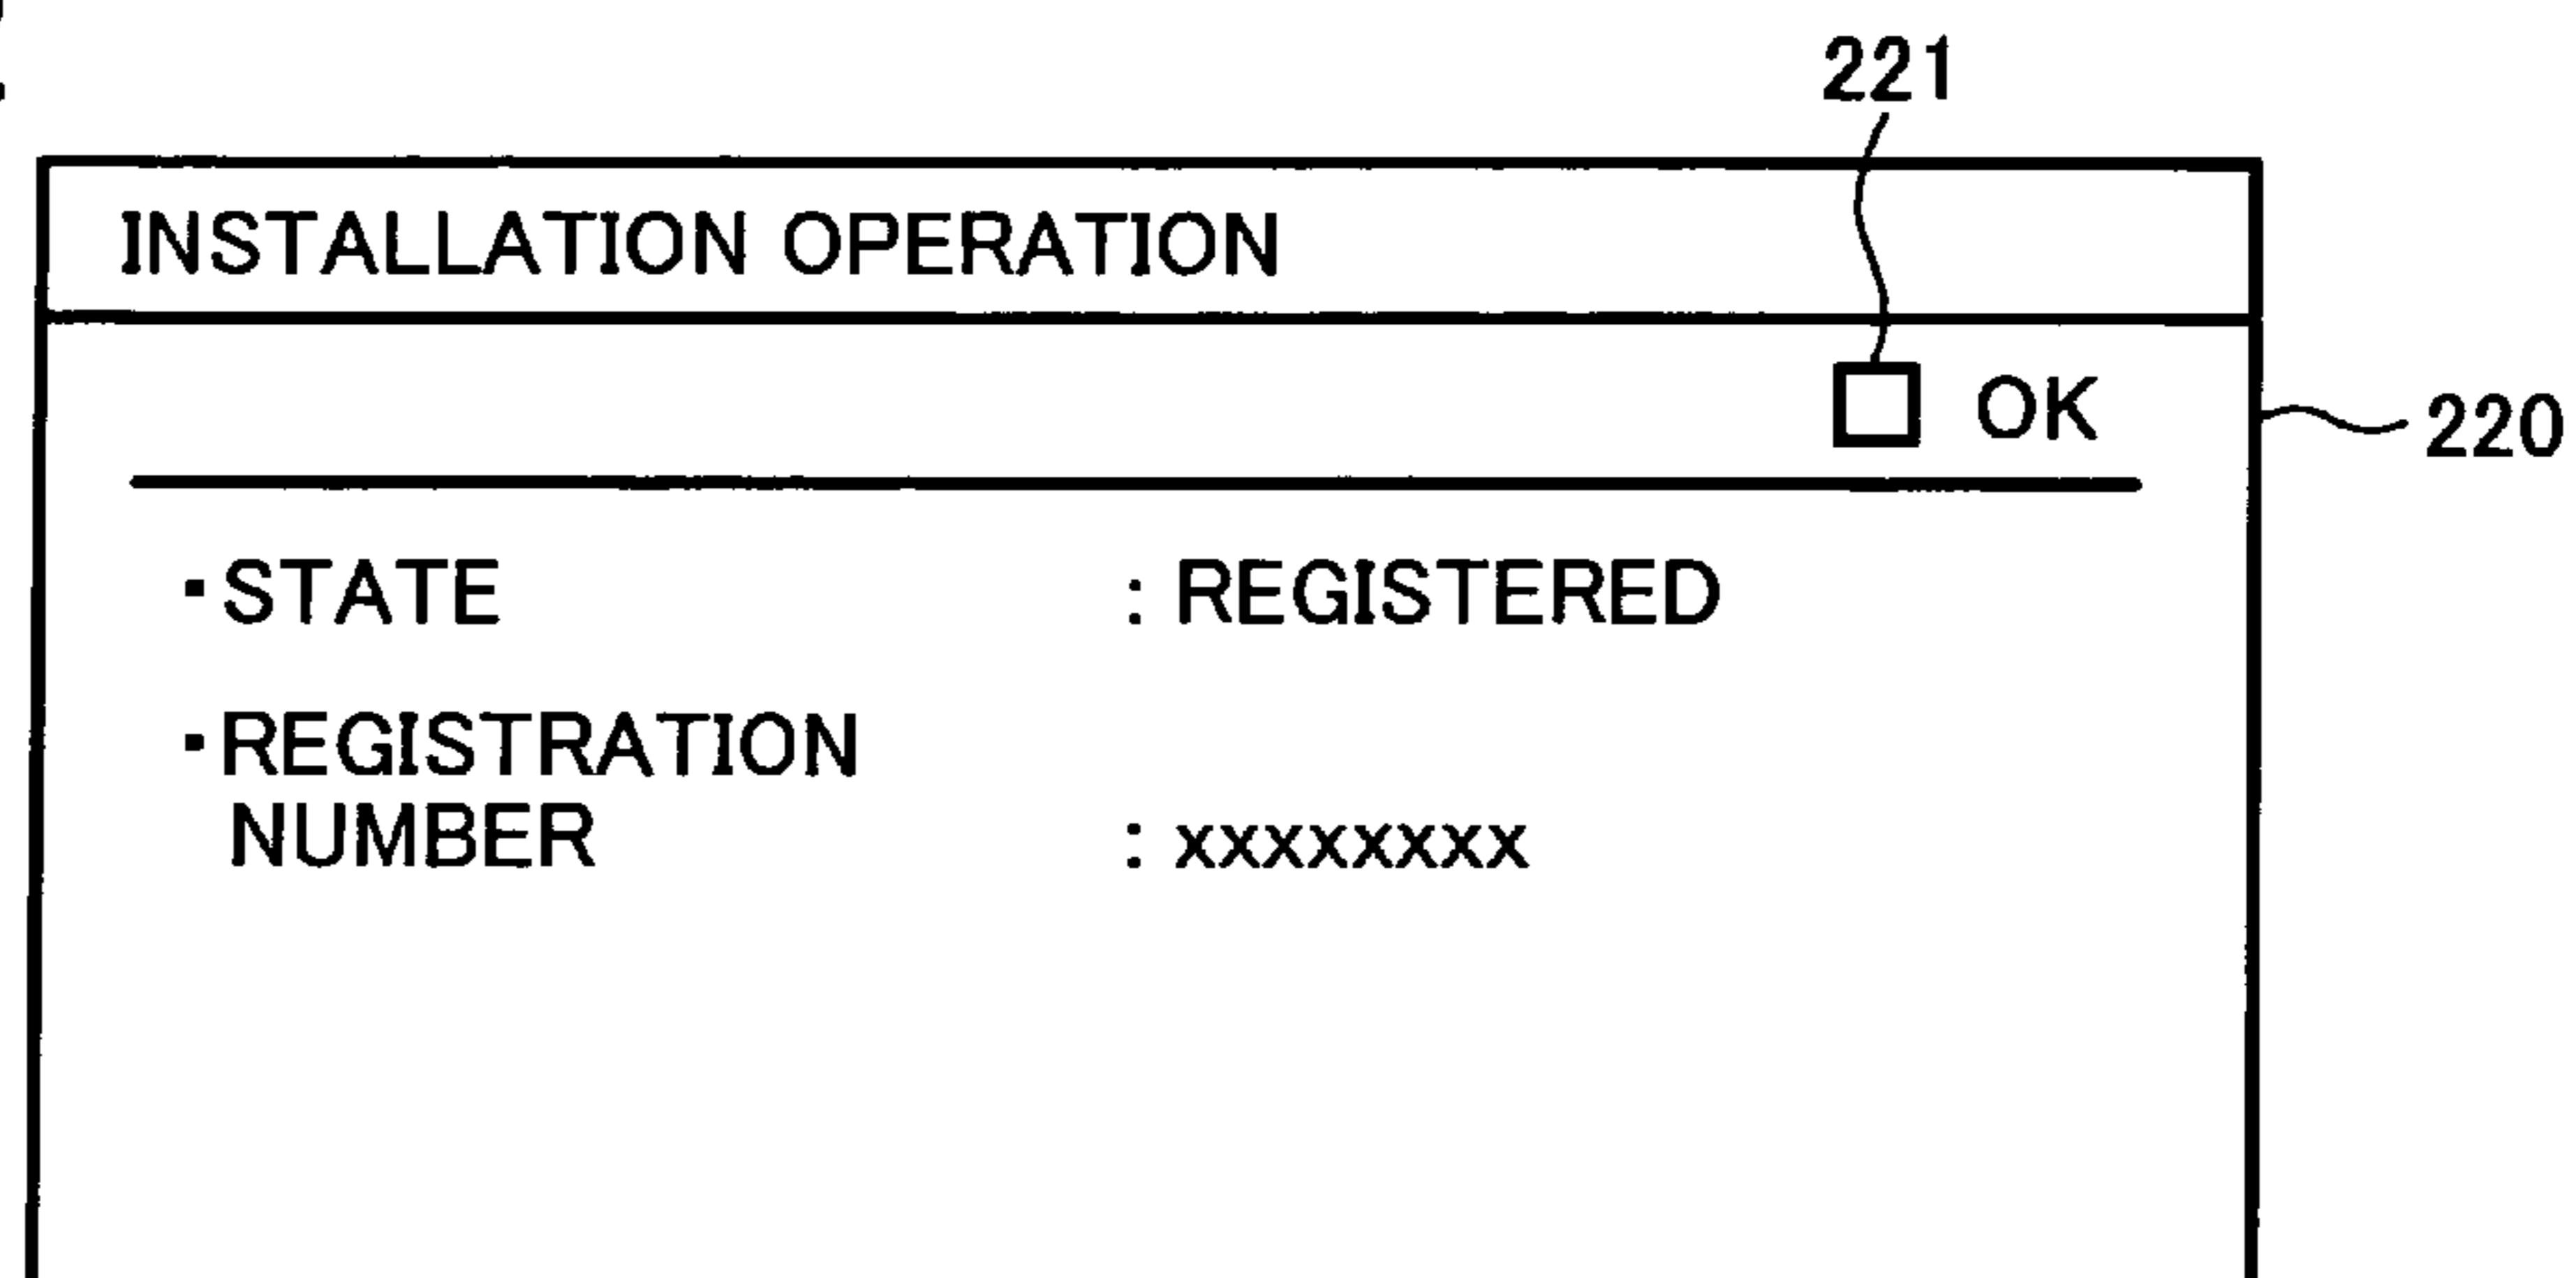 221
INSTALLATION OPERATION
OK
220
・STATE : REGISTERED
・REGISTRATION
NUMBER : xxxxxxxx